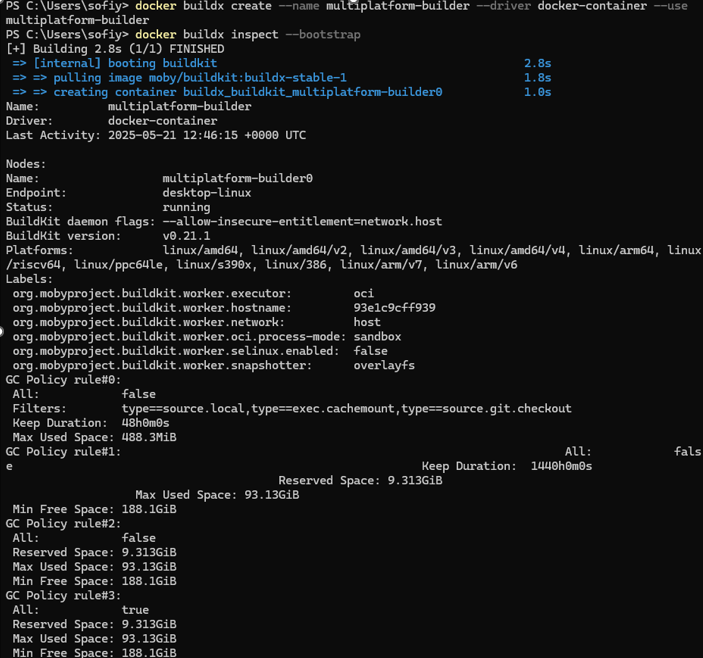 PS C:\Users\sofiy> docker buildx create --name multiplatform-builder --driver docker-container --use
multiplatform-builder
PS C:\Users\sofiy> docker buildx inspect --bootstrap
[+] Building 2.8s (1/1) FINISHED
=> [internal] booting buildkit 2.8s
=> => pulling image moby/buildkit:buildx-stable-1 1.8s
=> => creating container buildx_buildkit_multiplatform-builder0 1.0s
Name: multiplatform-builder
Driver: docker-container
Last Activity: 2025-05-21 12:46:15 +0000 UTC
Nodes:
Name: multiplatform-builder0
Endpoint: desktop-linux
Status: running
BuildKit daemon flags: --allow-insecure-entitlement=network.host
BuildKit version: v0.21.1
Platforms: linux/amd64, linux/amd64/v2, linux/amd64/v3, linux/amd64/v4, linux/arm64, linux
/riscv64, linux/ppc64le, linux/s390x, linux/386, linux/arm/v7, linux/arm/v6
Labels:
org.mobyproject.buildkit.worker.executor: oci
org.mobyproject.buildkit.worker.hostname: 93e1c9cff939
org.mobyproject.buildkit.worker.network: host
org.mobyproject.buildkit.worker.oci.process-mode: sandbox
org.mobyproject.buildkit.worker.selinux.enabled: false
org.mobyproject.buildkit.worker.snapshotter: overlayfs
GC Policy rule#0:
All: false
Filters: type==source.local,type==exec.cachemount,type==source.git.checkout
Keep Duration: 48h0m0s
Max Used Space: 488.3MiB
GC Policy rule#1: All: fals
e Keep Duration: 1440h0m0s
Reserved Space: 9.313GiB
Max Used Space: 93.13GiB
Min Free Space: 188.1GiB
GC Policy rule#2:
All: false
Reserved Space: 9.313GiB
Max Used Space: 93.13GiB
Min Free Space: 188.1GiB
GC Policy rule#3:
All: true
Reserved Space: 9.313GiB
Max Used Space: 93.13GiB
Min Free Space: 188.1GiB